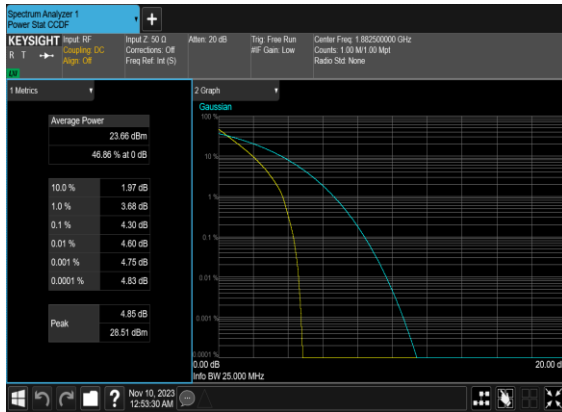 Spectrum Analyzer 1
Power Stat CCDF
+
KEYSIGHT
R T
LXI
Input: RF
Coupling: DC
Align: Off
Input Z: 50 Ω
Corrections: Off
Freq Ref: Int (S)
Atten: 20 dB
Trig: Free Run
#IF Gain: Low
Center Freq: 1.882500000 GHz
Counts: 1.00 M/1.00 Mpt
Radio Std: None
1 Metrics
Average Power
23.66 dBm
46.86 % at 0 dB
10.0 % 1.97 dB
1.0 % 3.68 dB
0.1 % 4.30 dB
0.01 % 4.60 dB
0.001 % 4.75 dB
0.0001 % 4.83 dB
Peak
4.85 dB
28.51 dBm
2 Graph
Gaussian
100 %
10 %
1 %
0.1 %
0.01 %
0.001 %
0.0001 %
0.00 dB
20.00 d
Info BW 25.000 MHz
?
Nov 10, 2023
12:53:30 AM